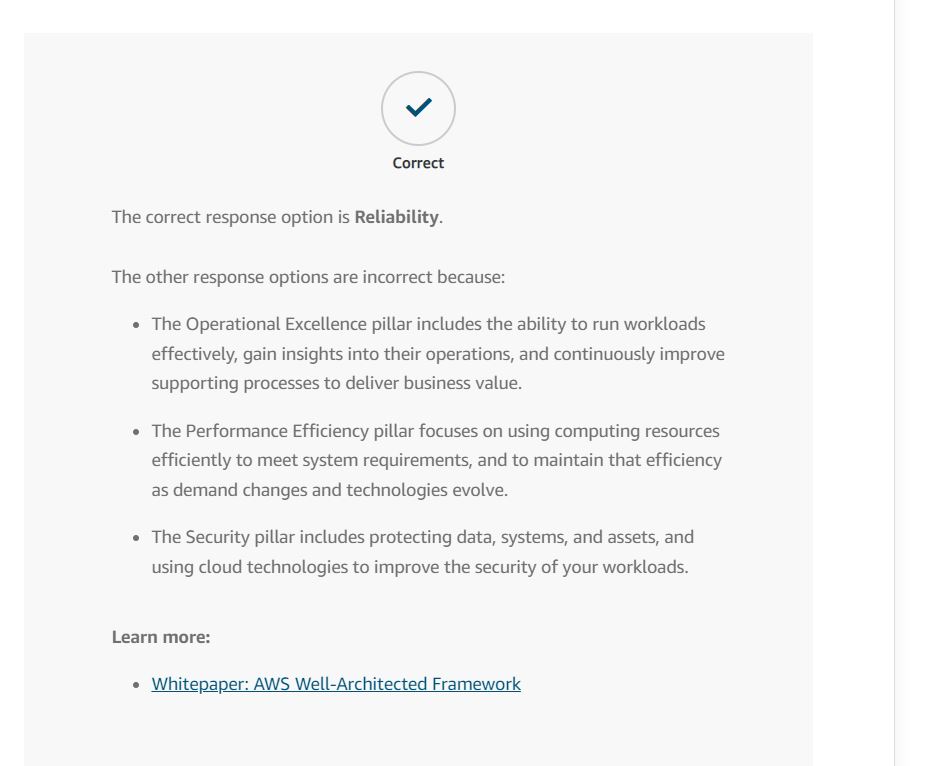 Correct
The correct response option is Reliability.
The other response options are incorrect because:
• The Operational Excellence pillar includes the ability to run workloads
effectively, gain insights into their operations, and continuously improve
supporting processes to deliver business value.
• The Performance Efficiency pillar focuses on using computing resources
efficiently to meet system requirements, and to maintain that efficiency
as demand changes and technologies evolve.
• The Security pillar includes protecting data, systems, and assets, and
using cloud technologies to improve the security of your workloads.
Learn more:
• Whitepaper: AWS Well-Architected Framework